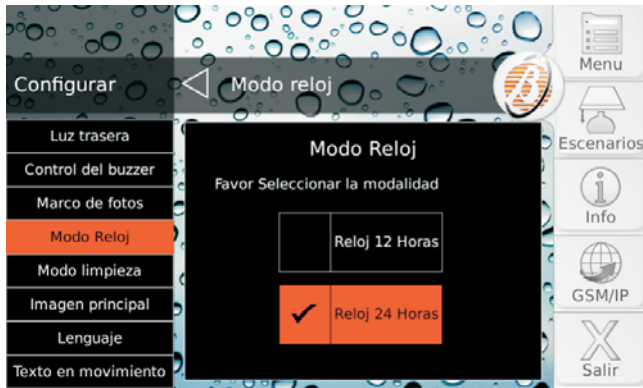 Configurar
Modo reloj
Luz trasera
Control del buzzer
Marco de fotos
Modo Reloj
Modo limpieza
Imagen principal
Lenguaje
Texto en movimiento
Modo Reloj
Favor Seleccionar la modalidad
Reloj 12 Horas
Reloj 24 Horas
Menu
Escenarios
Info
GSM/IP
Salir